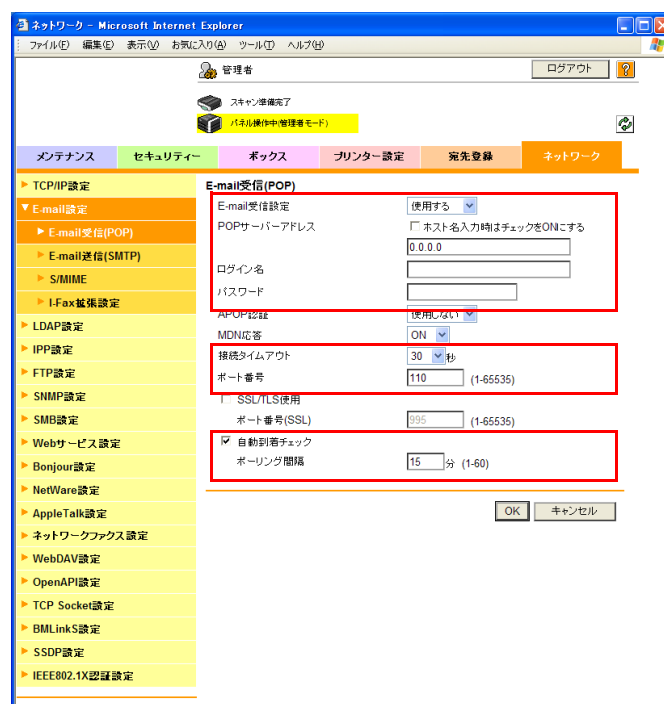 ネットワーク - Microsoft Internet Explorer
ファイル(F) 編集(E) 表示(V) お気に入り(A) ツール(T) ヘルプ(H)
管理者
ログアウト ?
スキャン準備完了
パネル操作中(管理者モード)
メンテナンス セキュリティー ボックス プリンター設定 宛先登録 ネットワーク
TCP/IP設定
E-mail設定
E-mail受信(POP)
E-mail送信(SMTP)
S/MIME
I-Fax拡張設定
LDAP設定
IPP設定
FTP設定
SNMP設定
SMB設定
Webサービス設定
Bonjour設定
NetWare設定
AppleTalk設定
ネットワークファクス設定
WebDAV設定
OpenAPI設定
TCP Socket設定
BMLinkS設定
SSDP設定
IEEE802.1X認証設定
E-mail受信(POP)
E-mail受信設定 使用する
POPサーバーアドレス ホスト名入力時はチェックをONにする
0.0.0.0
ログイン名
パスワード
APOP認証 使用しない
MDN応答 ON
接続タイムアウト 30 秒
ポート番号 110 (1-65535)
SSL/TLS使用
ポート番号(SSL) 995 (1-65535)
自動到着チェック
ポーリング間隔 15 分 (1-60)
OK キャンセル